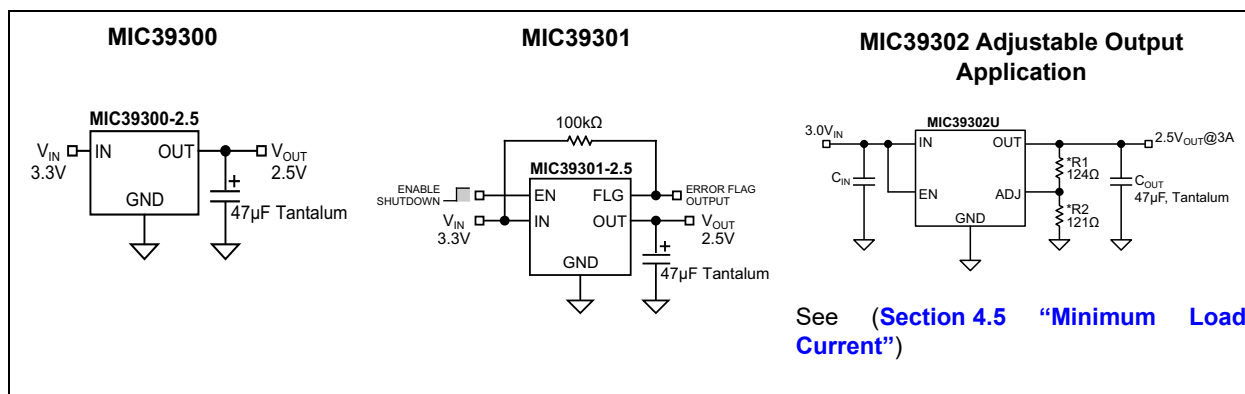 MIC39300
MIC39300-2.5
VIN
3.3V
IN
OUT
GND
VOUT
2.5V
+
47µF Tantalum
MIC39301
100kΩ
MIC39301-2.5
ENABLE
SHUTDOWN
EN
FLG
ERROR FLAG
OUTPUT
VIN
3.3V
IN
OUT
VOUT
2.5V
GND
+
47µF Tantalum
MIC39302 Adjustable Output
Application
MIC39302U
3.0VIN
IN
OUT
2.5VOUT@3A
CIN
EN
ADJ
GND
*R1
124Ω
*R2
121Ω
COUT
47µF, Tantalum
See (Section 4.5 “Minimum Load
Current”)